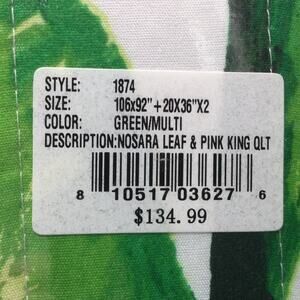 STYLE: 1874
SIZE: 106x92"+20X36"X2
COLOR: GREEN/MULTI
DESCRIPTION:NOSARA LEAF & PINK KING QLT
8 10517 03627 6
$134.99